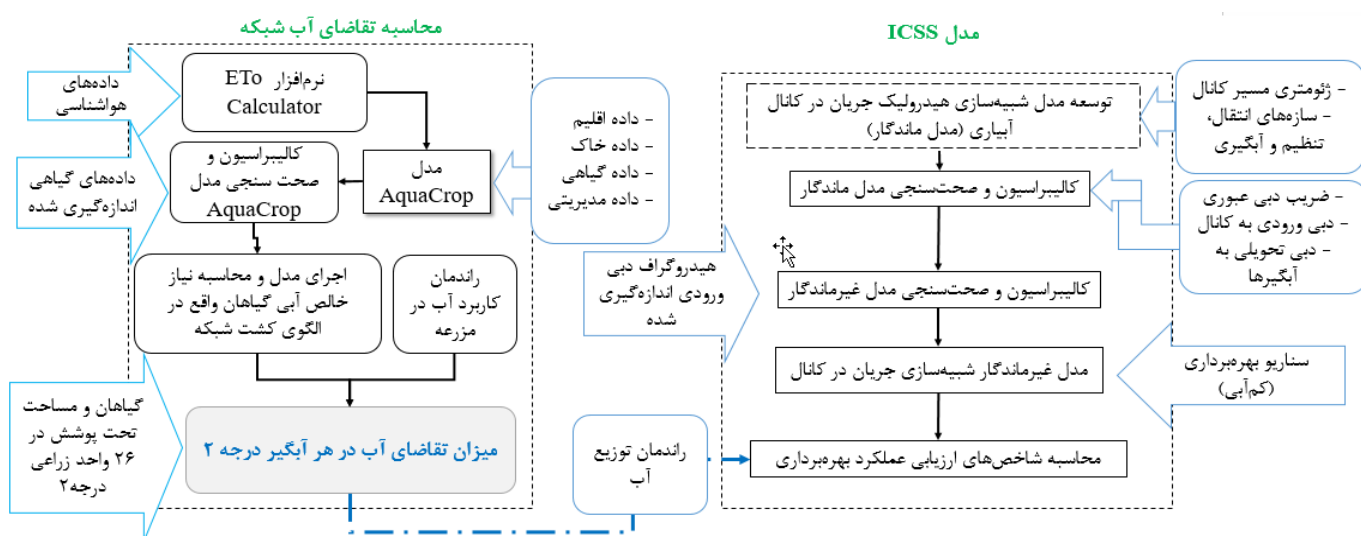 محاسبه تقاضای آب شبکه
داده‌های
هواشناسی
نرم‌افزار ETo
Calculator
- داده اقلیم
- داده خاک
- داده گیاهی
- داده مدیریتی
مدل
AquaCrop
کالیبراسیون و
صحت سنجی مدل
AquaCrop
داده‌های گیاهی
اندازه‌گیری شده
اجرای مدل و محاسبه نیاز
خالص آبی گیاهان واقع در
الگوی کشت شبکه
راندمان
کاربرد آب در
مزرعه
گیاهان و مساحت
تحت پوشش در
۲۶ واحد زراعی
درجه۲
میزان تقاضای آب در هر آبگیر درجه ۲
راندمان توزیع
آب
مدل ICSS
توسعه مدل شبیه‌سازی هیدرولیک جریان در کانال
آبیاری (مدل ماندگار)
- ژئومتری مسیر کانال
- سازه‌های انتقال،
تنظیم و آبگیری
کالیبراسیون و صحت‌سنجی مدل ماندگار
- ضریب دبی عبوری
- دبی ورودی به کانال
- دبی تحویلی به
آبگیرها
هیدروگراف دبی
ورودی اندازه‌گیری
شده
کالیبراسیون و صحت‌سنجی مدل غیرماندگار
مدل غیرماندگار شبیه‌سازی جریان در کانال
سناریو بهره‌برداری
(کم‌آبی)
محاسبه شاخص‌های ارزیابی عملکرد بهره‌برداری